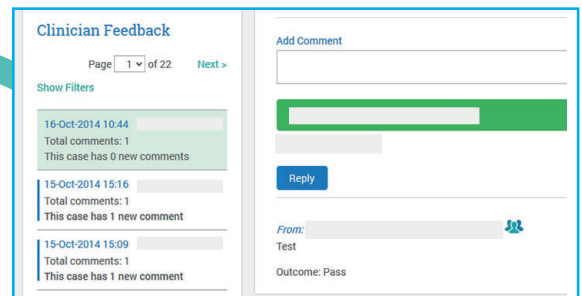 Clinician Feedback
Page 1 of 22 Next >
Show Filters
16-Oct-2014 10:44
Total comments: 1
This case has 0 new comments
15-Oct-2014 15:16
Total comments: 1
This case has 1 new comment
15-Oct-2014 15:09
Total comments: 1
This case has 1 new comment
Add Comment
Reply
From:
Test
Outcome: Pass